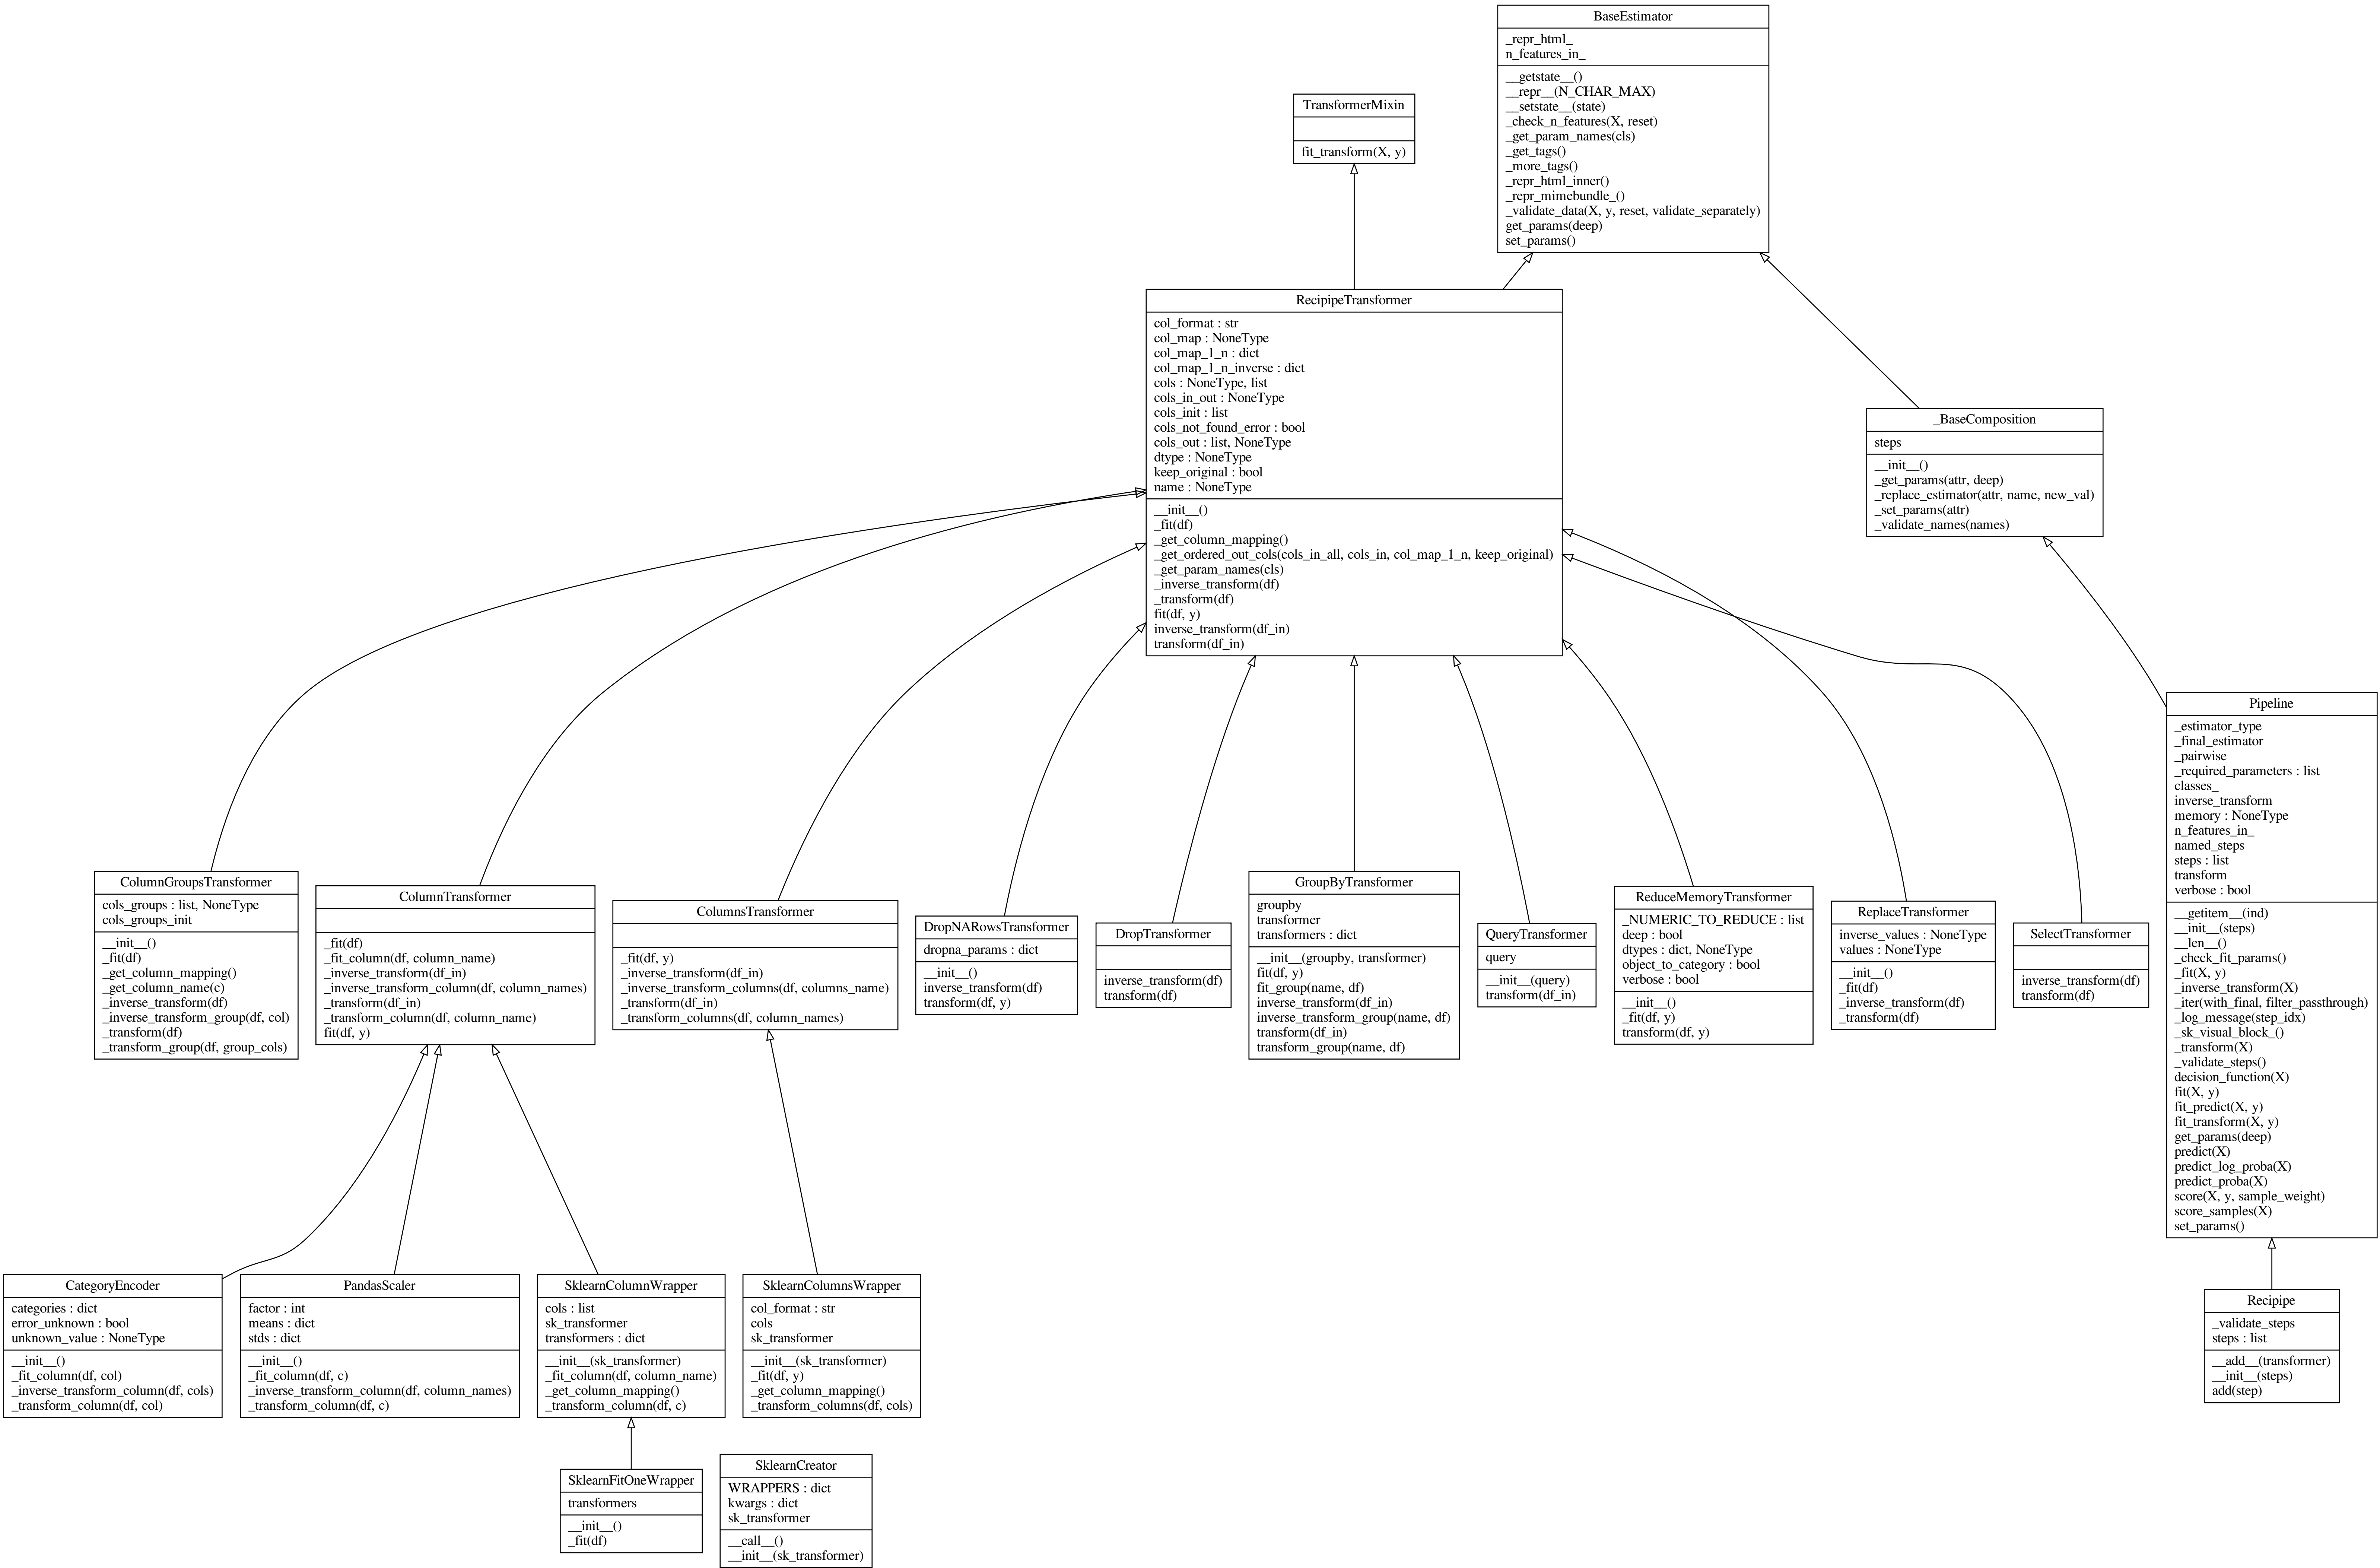 BaseEstimator
_repr_html_
n_features_in_
__getstate__()
__repr__(N_CHAR_MAX)
__setstate__(state)
_check_n_features(X, reset)
_get_param_names(cls)
_get_tags()
_more_tags()
_repr_html_inner()
_repr_mimebundle_()
_validate_data(X, y, reset, validate_separately)
get_params(deep)
set_params()
TransformerMixin
fit_transform(X, y)
RecipipeTransformer
col_format : str
col_map : NoneType
col_map_1_n : dict
col_map_1_n_inverse : dict
cols : NoneType, list
cols_in_out : NoneType
cols_init : list
cols_not_found_error : bool
cols_out : list, NoneType
dtype : NoneType
keep_original : bool
name : NoneType
__init__()
_fit(df)
_get_column_mapping()
_get_ordered_out_cols(cols_in_all, cols_in, col_map_1_n, keep_original)
_get_param_names(cls)
_inverse_transform(df)
_transform(df)
fit(df, y)
inverse_transform(df_in)
transform(df_in)
_BaseComposition
steps
__init__()
_get_params(attr, deep)
_replace_estimator(attr, name, new_val)
_set_params(attr)
_validate_names(names)
Pipeline
_estimator_type
_final_estimator
_pairwise
_required_parameters : list
classes_
inverse_transform
memory : NoneType
n_features_in_
named_steps
steps : list
transform
verbose : bool
__getitem__(ind)
__init__(steps)
__len__()
_check_fit_params()
_fit(X, y)
_inverse_transform(X)
_iter(with_final, filter_passthrough)
_log_message(step_idx)
_sk_visual_block_()
_transform(X)
_validate_steps()
decision_function(X)
fit(X, y)
fit_predict(X, y)
fit_transform(X, y)
get_params(deep)
predict(X)
predict_log_proba(X)
predict_proba(X)
score(X, y, sample_weight)
score_samples(X)
set_params()
ColumnGroupsTransformer
cols_groups : list, NoneType
cols_groups_init
__init__()
_fit(df)
_get_column_mapping()
_get_column_name(c)
_inverse_transform(df)
_inverse_transform_group(df, col)
_transform(df)
_transform_group(df, group_cols)
ColumnTransformer
_fit(df)
_fit_column(df, column_name)
_inverse_transform(df_in)
_inverse_transform_column(df, column_names)
_transform(df_in)
_transform_column(df, column_name)
fit(df, y)
ColumnsTransformer
_fit(df, y)
_inverse_transform(df_in)
_inverse_transform_columns(df, columns_name)
_transform(df_in)
_transform_columns(df, column_names)
DropNARowsTransformer
dropna_params : dict
__init__()
inverse_transform(df)
transform(df, y)
DropTransformer
inverse_transform(df)
transform(df)
GroupByTransformer
groupby
transformer
transformers : dict
__init__(groupby, transformer)
fit(df, y)
fit_group(name, df)
inverse_transform(df_in)
inverse_transform_group(name, df)
transform(df_in)
transform_group(name, df)
QueryTransformer
query
__init__(query)
transform(df_in)
ReduceMemoryTransformer
_NUMERIC_TO_REDUCE : list
deep : bool
dtypes : dict, NoneType
object_to_category : bool
verbose : bool
__init__()
_fit(df, y)
transform(df, y)
ReplaceTransformer
inverse_values : NoneType
values : NoneType
__init__()
_fit(df)
_inverse_transform(df)
_transform(df)
SelectTransformer
inverse_transform(df)
transform(df)
CategoryEncoder
categories : dict
error_unknown : bool
unknown_value : NoneType
__init__()
_fit_column(df, col)
_inverse_transform_column(df, cols)
_transform_column(df, col)
PandasScaler
factor : int
means : dict
stds : dict
__init__()
_fit_column(df, c)
_inverse_transform_column(df, column_names)
_transform_column(df, c)
SklearnColumnWrapper
cols : list
sk_transformer
transformers : dict
__init__(sk_transformer)
_fit_column(df, column_name)
_get_column_mapping()
_transform_column(df, c)
SklearnColumnsWrapper
col_format : str
cols
sk_transformer
__init__(sk_transformer)
_fit(df, y)
_get_column_mapping()
_transform_columns(df, cols)
Recipipe
_validate_steps
steps : list
__add__(transformer)
__init__(steps)
add(step)
SklearnFitOneWrapper
transformers
__init__()
_fit(df)
SklearnCreator
WRAPPERS : dict
kwargs : dict
sk_transformer
__call__()
__init__(sk_transformer)